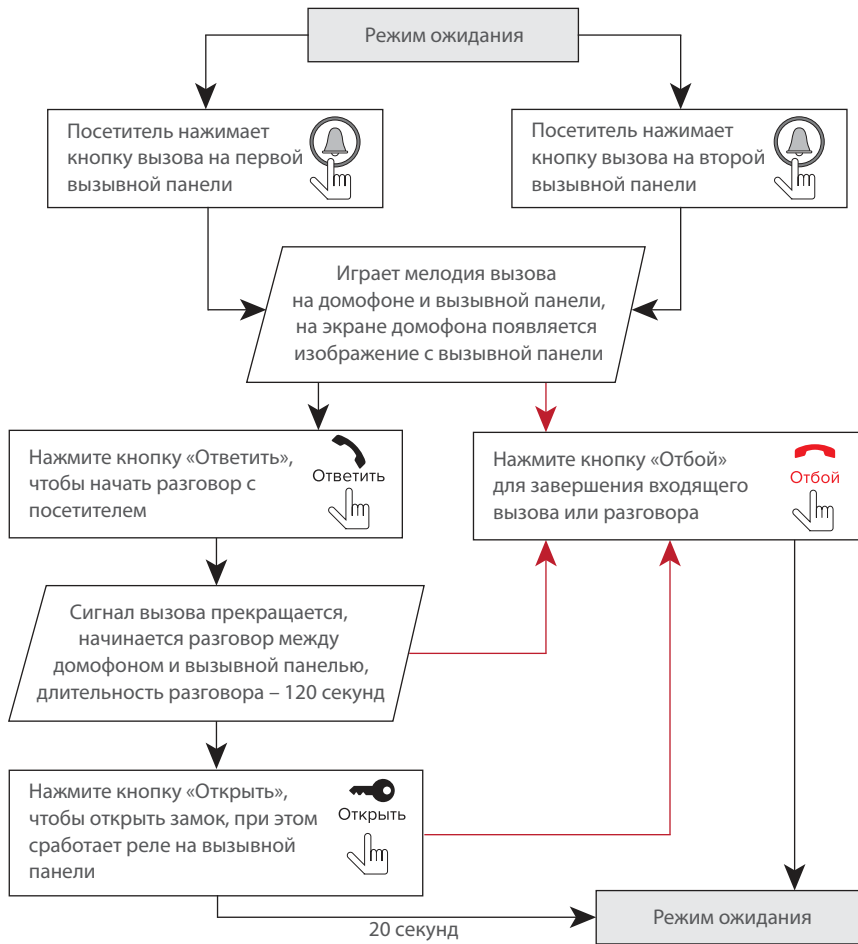 Режим ожидания
Посетитель нажимает
кнопку вызова на первой
вызывной панели
Посетитель нажимает
кнопку вызова на второй
вызывной панели
Играет мелодия вызова
на домофоне и вызывной панели,
на экране домофона появляется
изображение с вызывной панели
Нажмите кнопку «Ответить»,
чтобы начать разговор с
посетителем
Ответить
Нажмите кнопку «Отбой»
для завершения входящего
вызова или разговора
Отбой
Сигнал вызова прекращается,
начинается разговор между
домофоном и вызывной панелью,
длительность разговора – 120 секунд
Нажмите кнопку «Открыть»,
чтобы открыть замок, при этом
сработает реле на вызывной
панели
Открыть
20 секунд
Режим ожидания